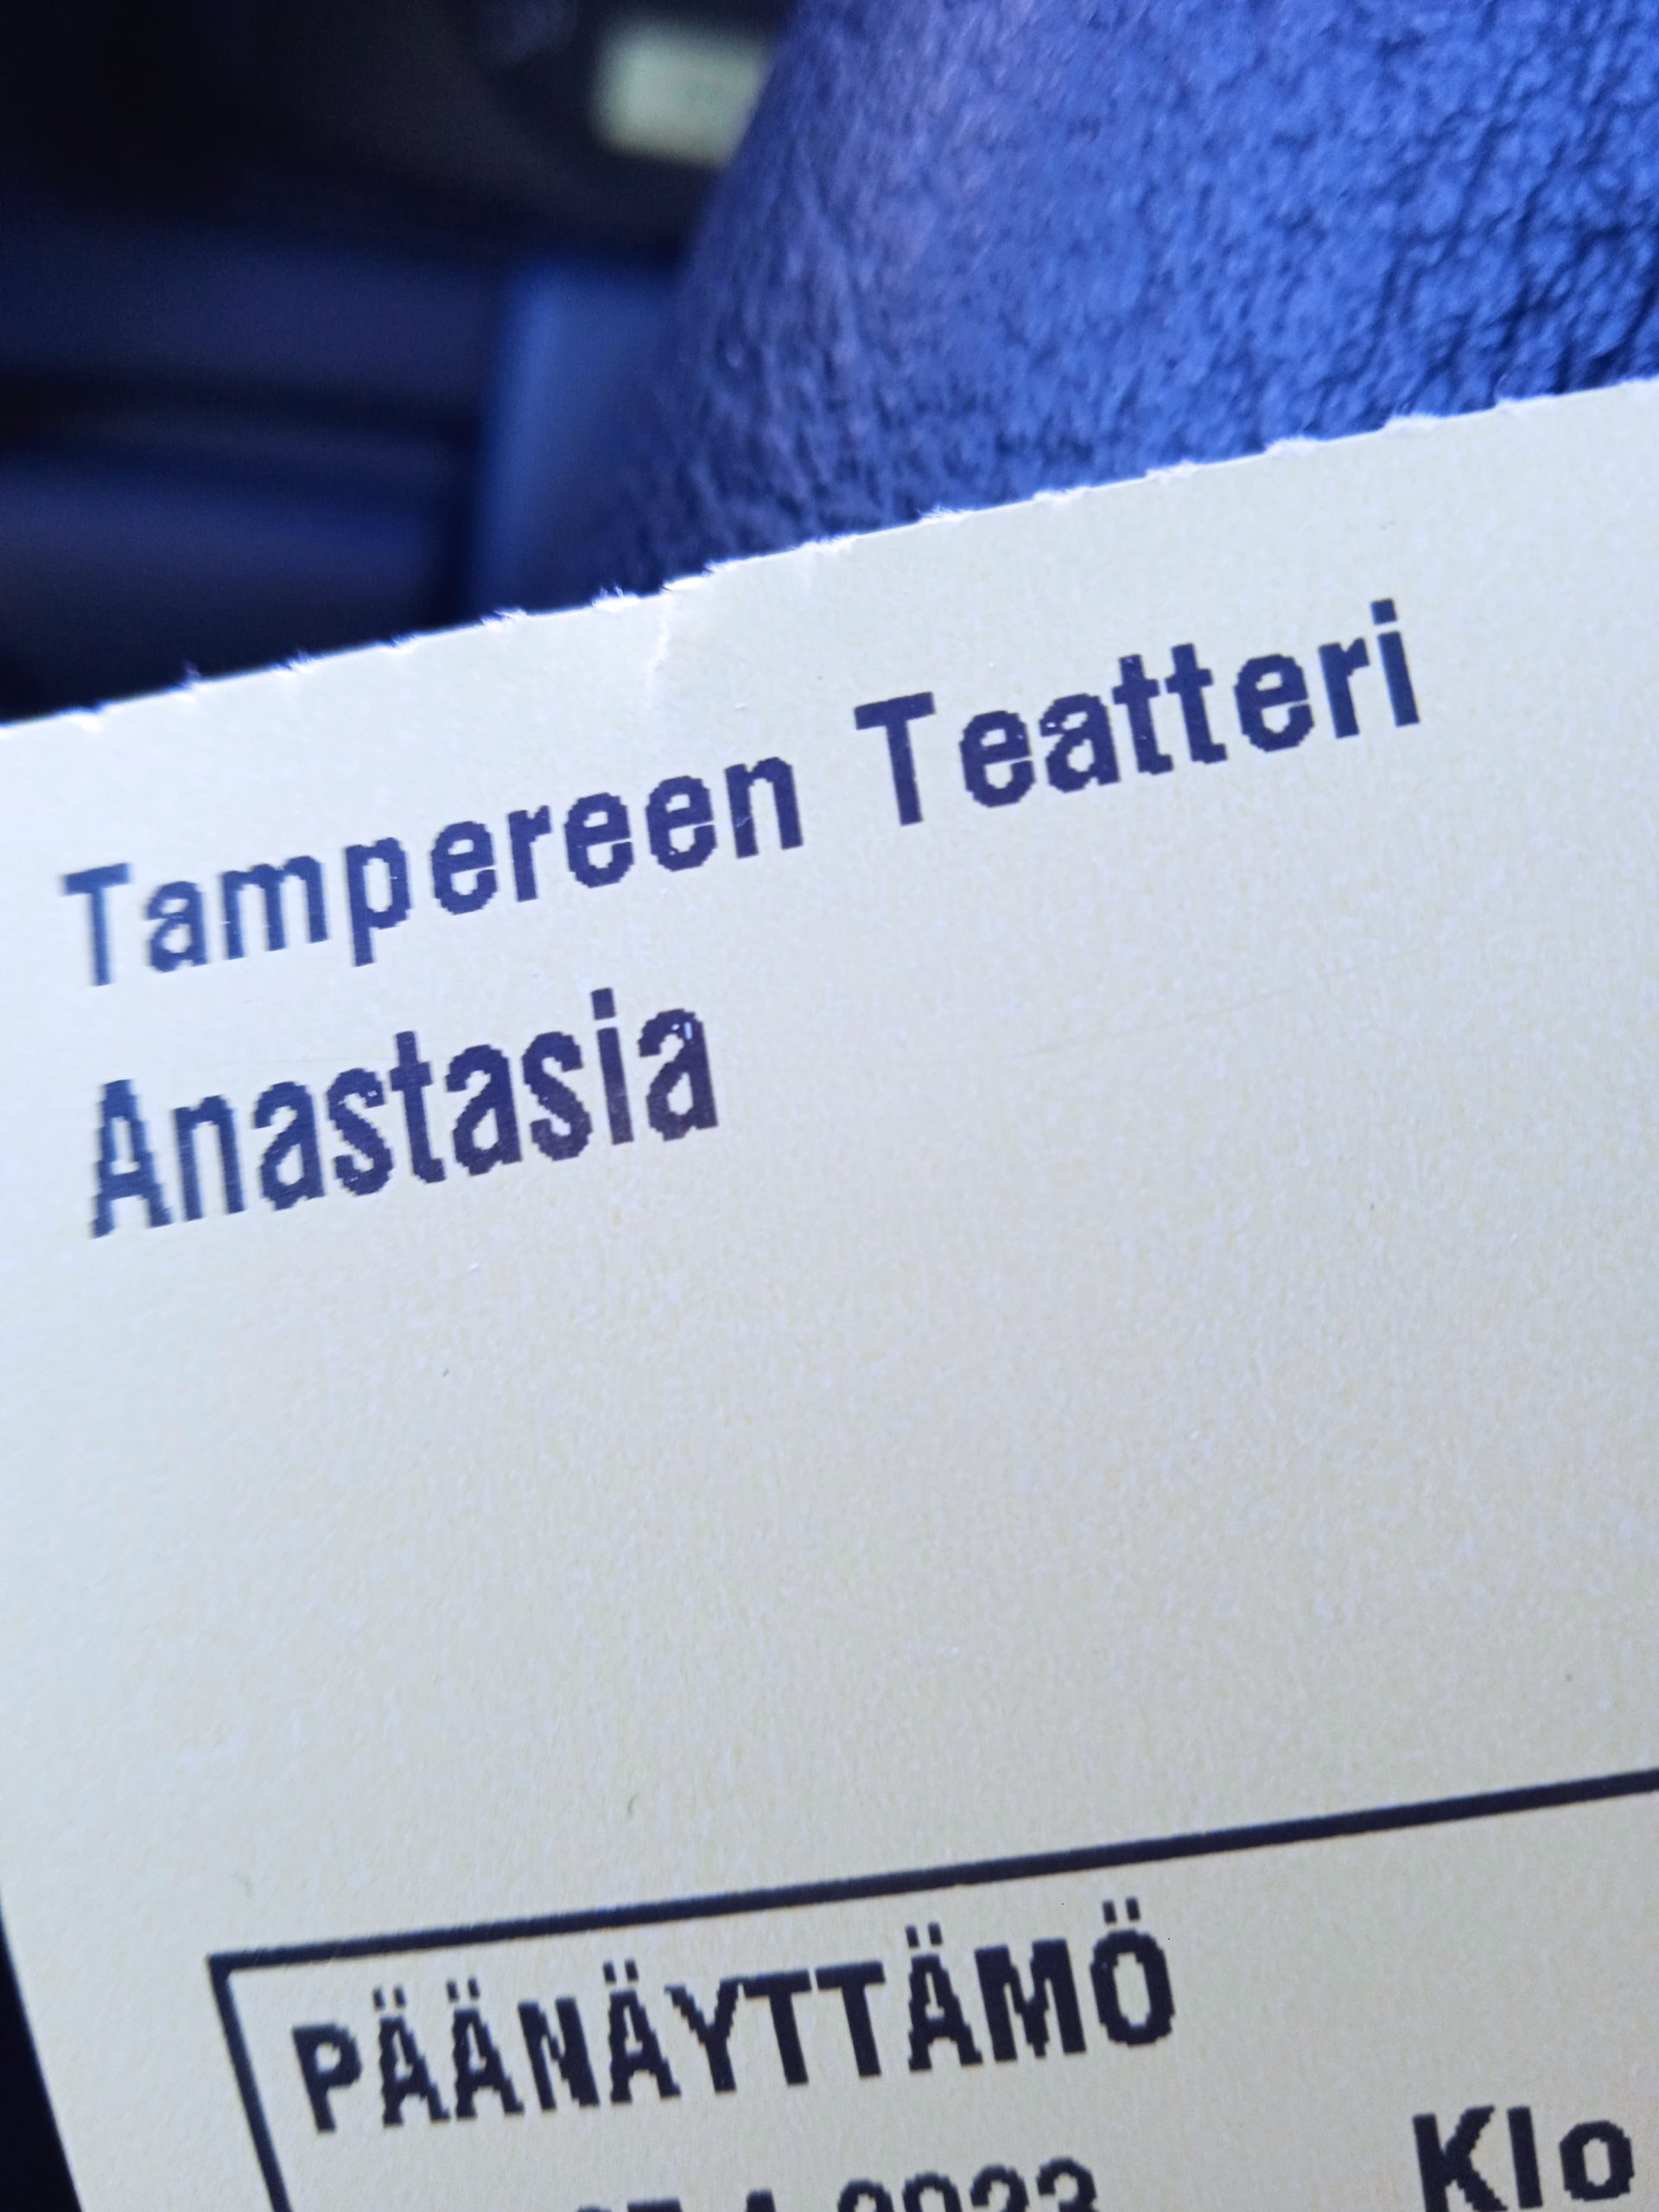 Tampereen Teatteri
Anastasia
PÄÄNÄYTTÄMÖ
Klo